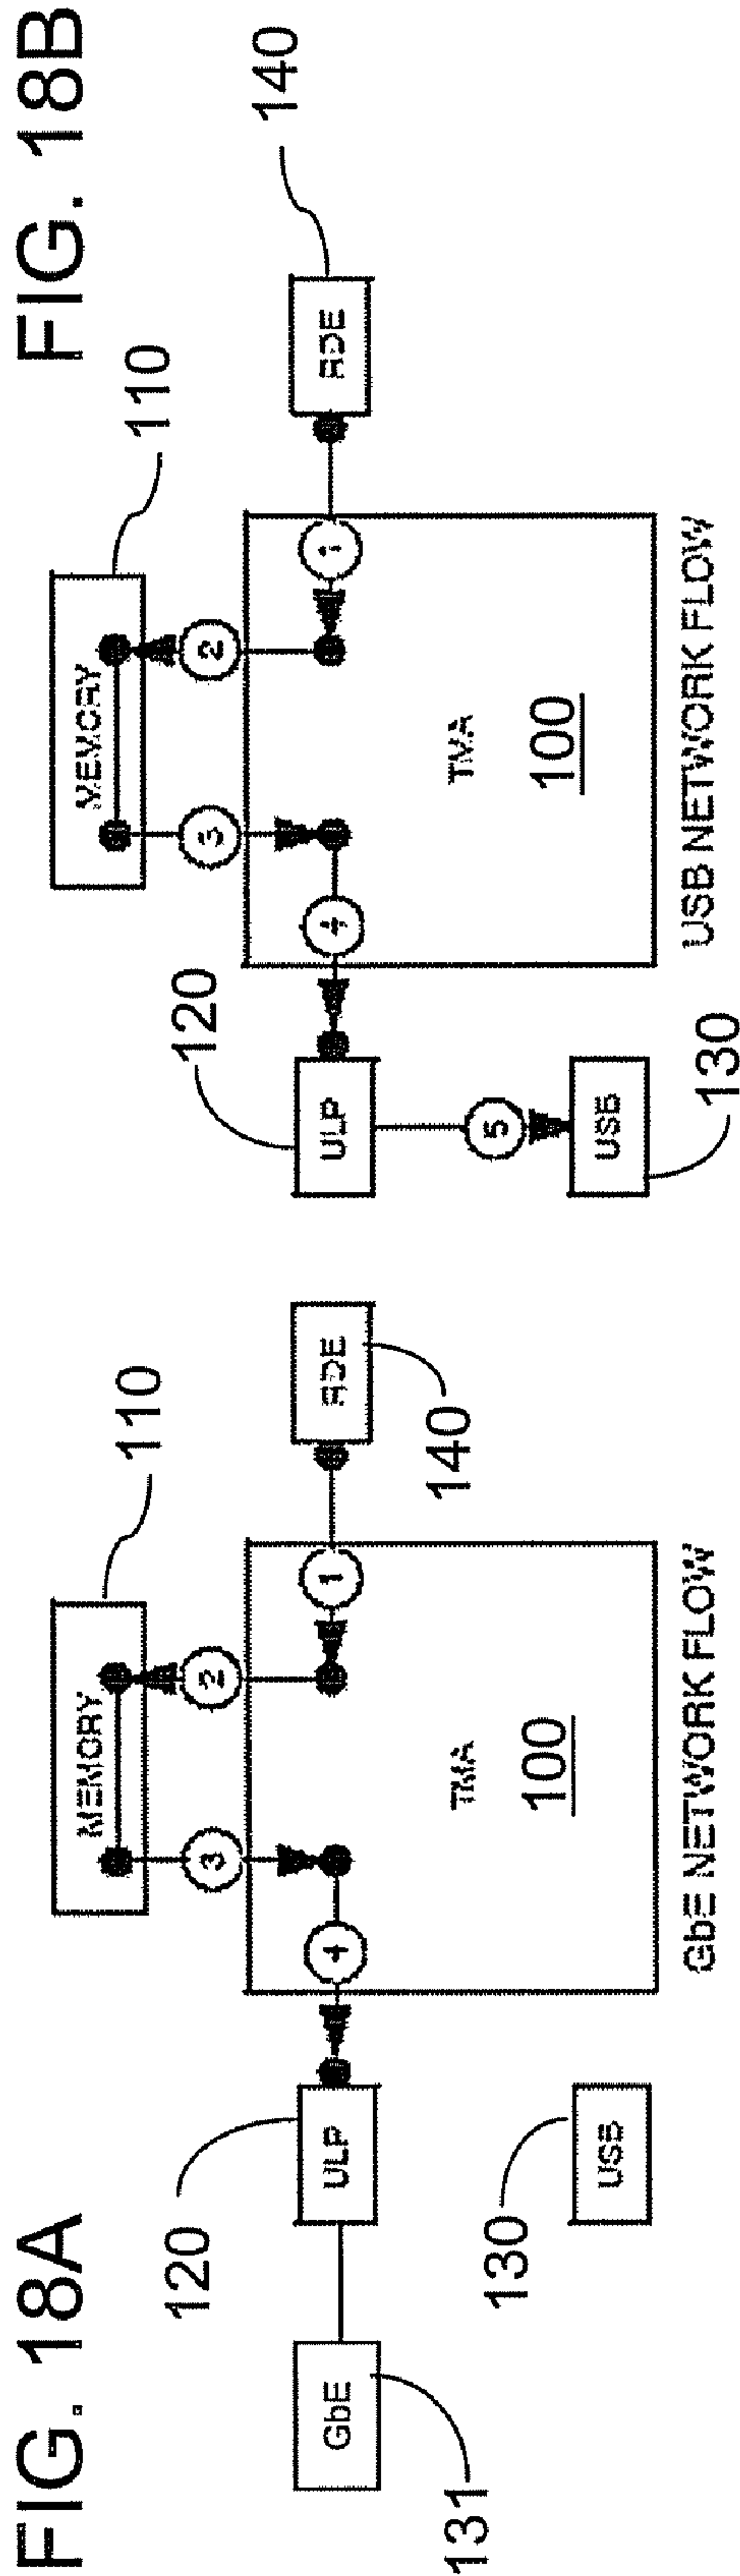 FIG. 18A
MEMORY
110
2
3
1
4
TMA
100
RDE
140
ULP
120
GbE
131
USB
130
GbE NETWORK FLOW
FIG. 18B
MEMORY
110
2
3
1
4
TMA
100
RDE
140
ULP
120
5
USB
130
USB NETWORK FLOW